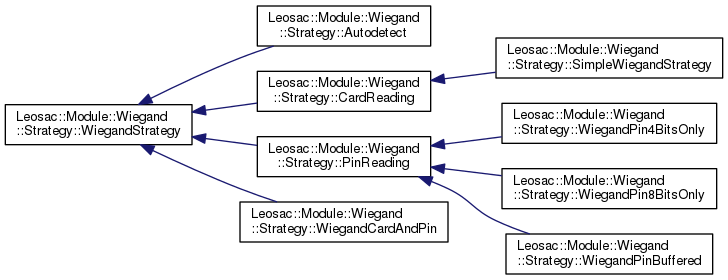 Leosac::Module::Wiegand
::Strategy::Autodetect
Leosac::Module::Wiegand
::Strategy::SimpleWiegandStrategy
Leosac::Module::Wiegand
::Strategy::CardReading
Leosac::Module::Wiegand
::Strategy::WiegandStrategy
Leosac::Module::Wiegand
::Strategy::WiegandPin4BitsOnly
Leosac::Module::Wiegand
::Strategy::PinReading
Leosac::Module::Wiegand
::Strategy::WiegandPin8BitsOnly
Leosac::Module::Wiegand
::Strategy::WiegandCardAndPin
Leosac::Module::Wiegand
::Strategy::WiegandPinBuffered